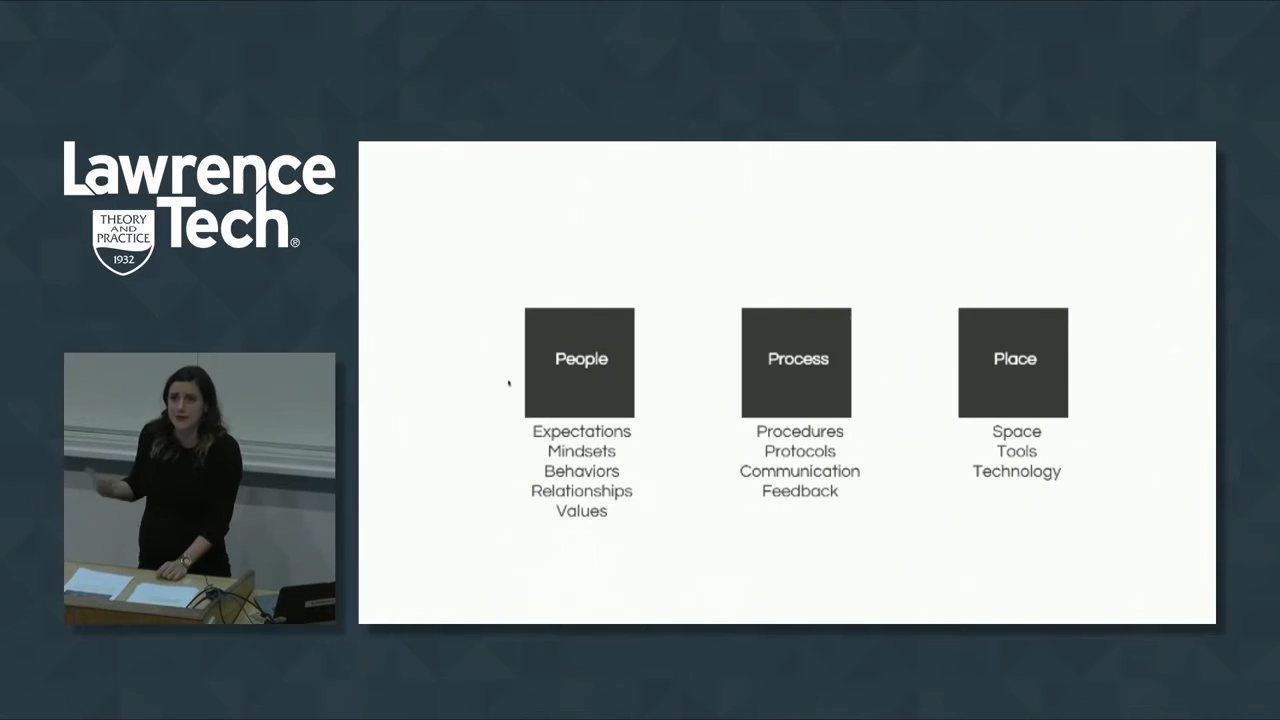 Lawrence
Tech®
THEORY
AND
PRACTICE
1932
People
Expectations
Mindsets
Behaviors
Relationships
Values
Process
Procedures
Protocols
Communication
Feedback
Place
Space
Tools
Technology